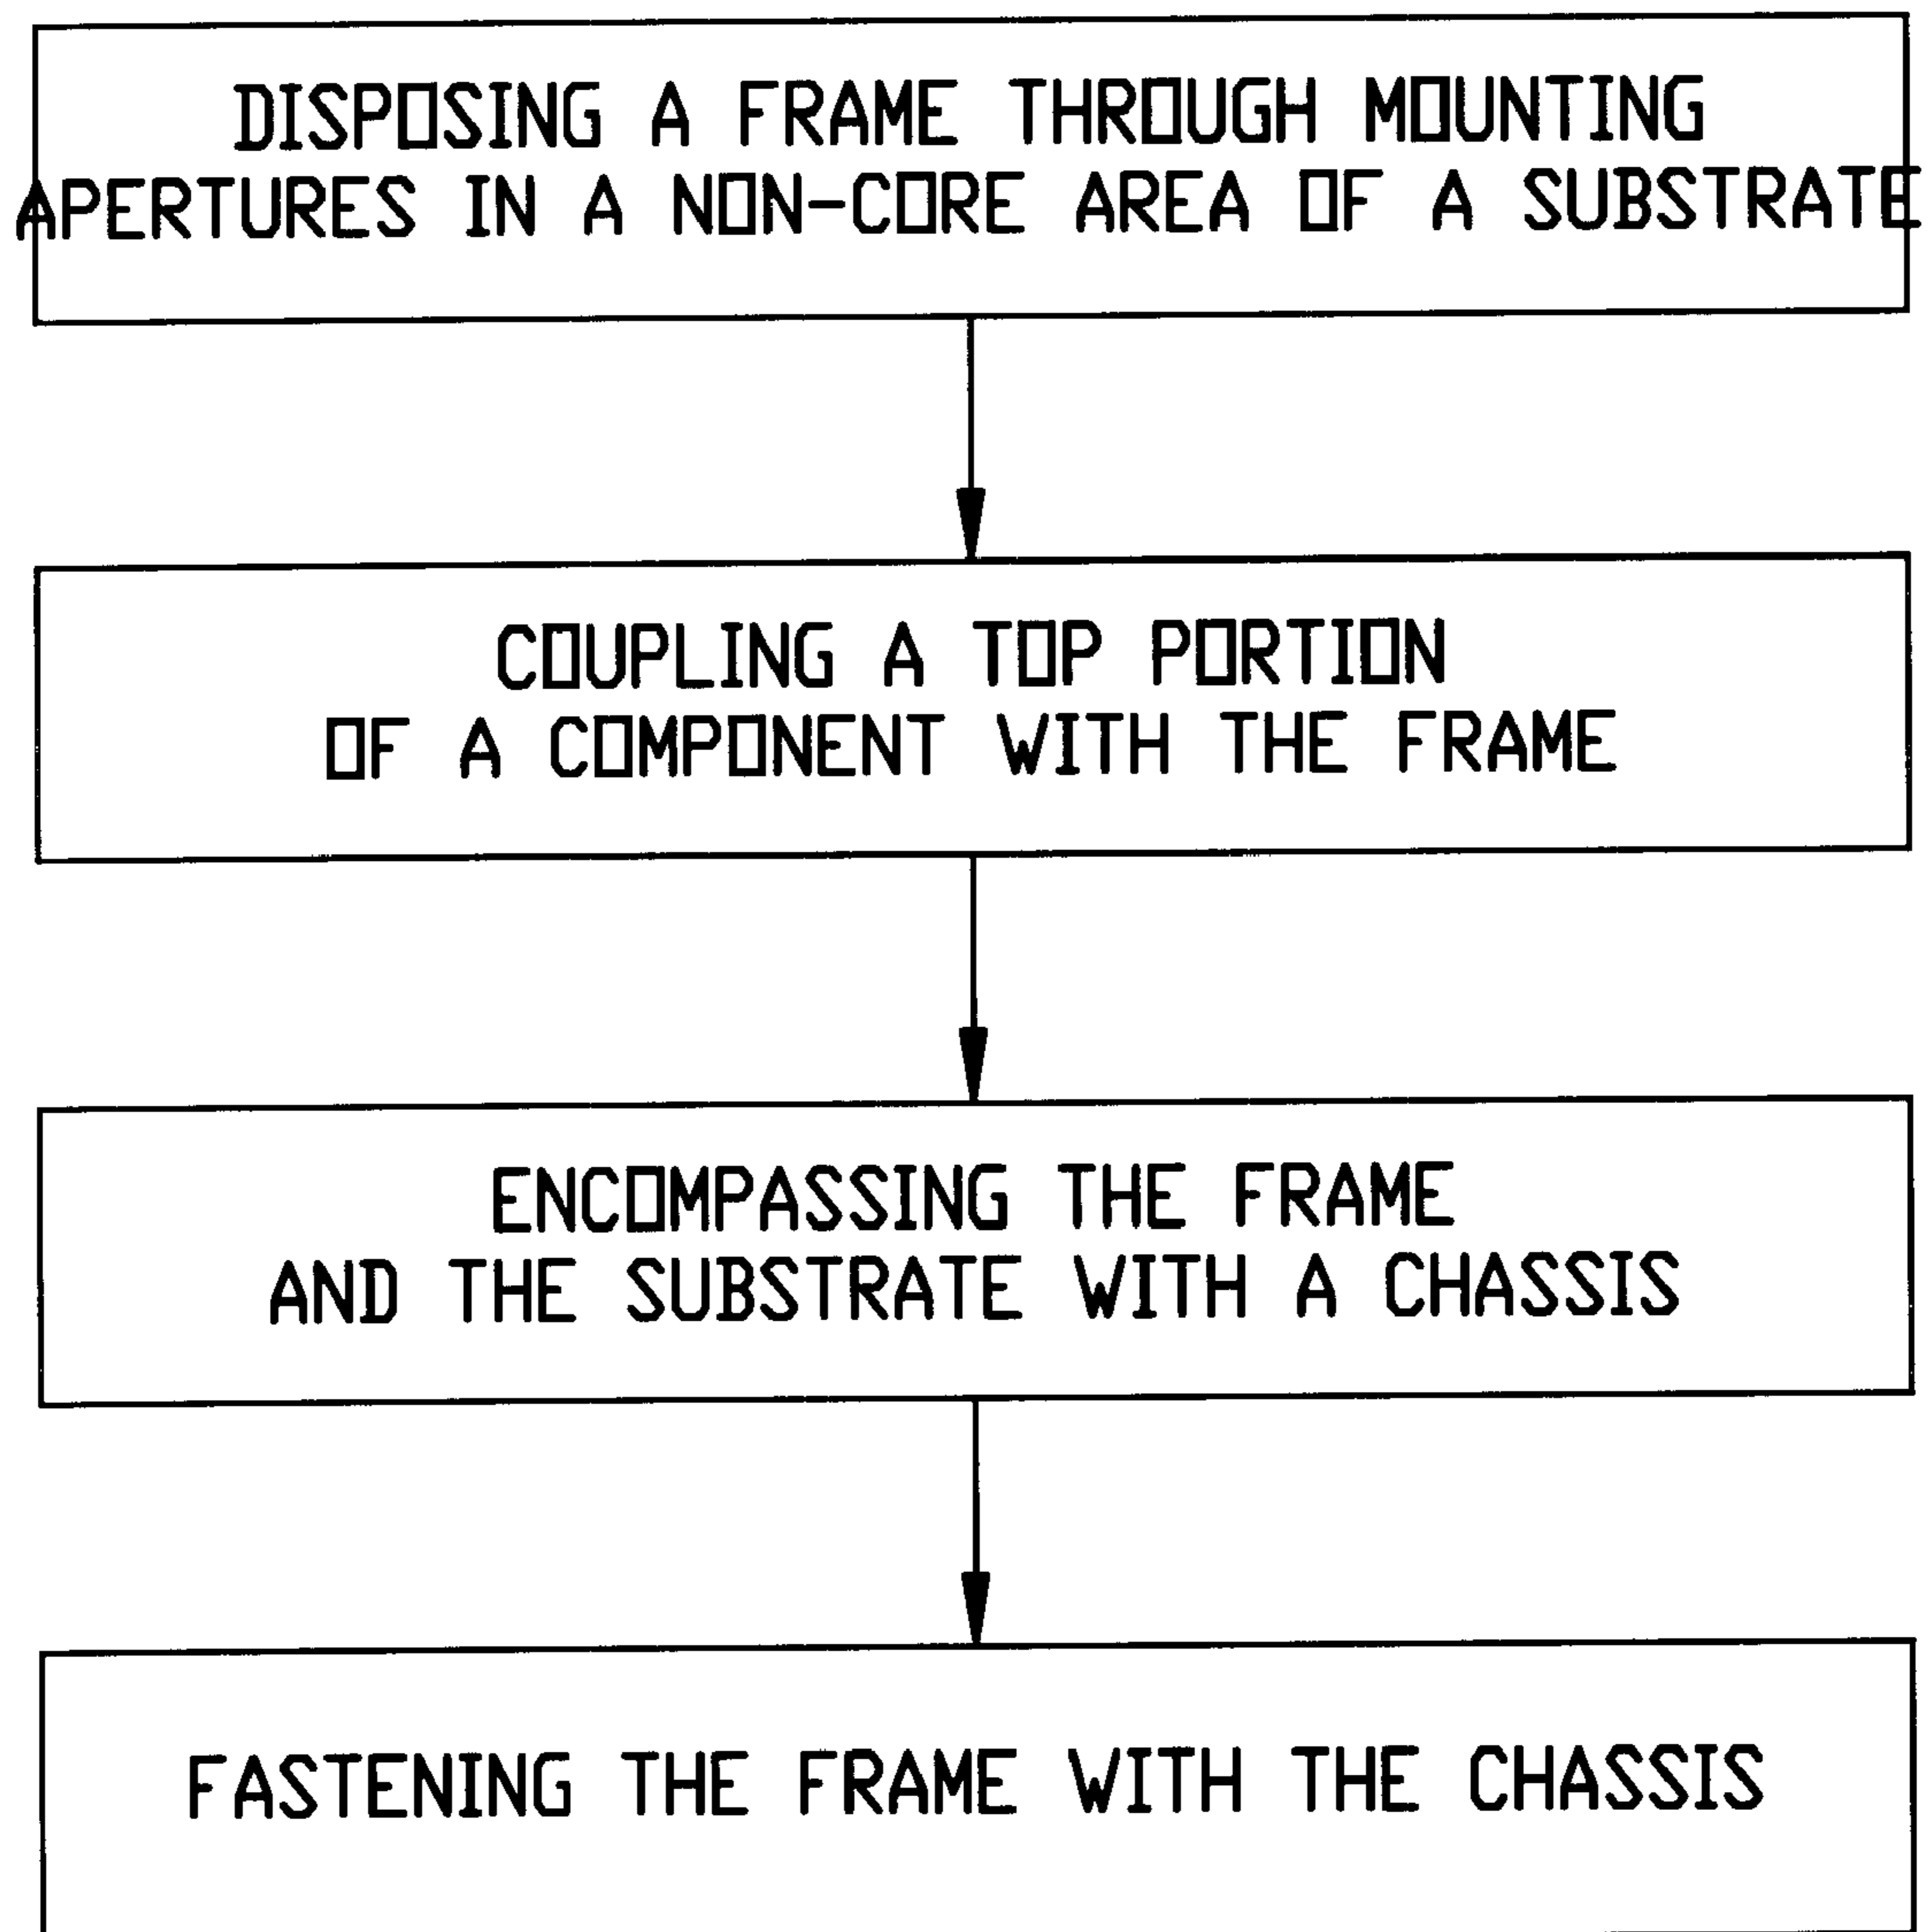 DISPOSING A FRAME THROUGH MOUNTING
APERTURES IN A NON-CORE AREA OF A SUBSTRATE
COUPLING A TOP PORTION
OF A COMPONENT WITH THE FRAME
ENCOMPASSING THE FRAME
AND THE SUBSTRATE WITH A CHASSIS
FASTENING THE FRAME WITH THE CHASSIS